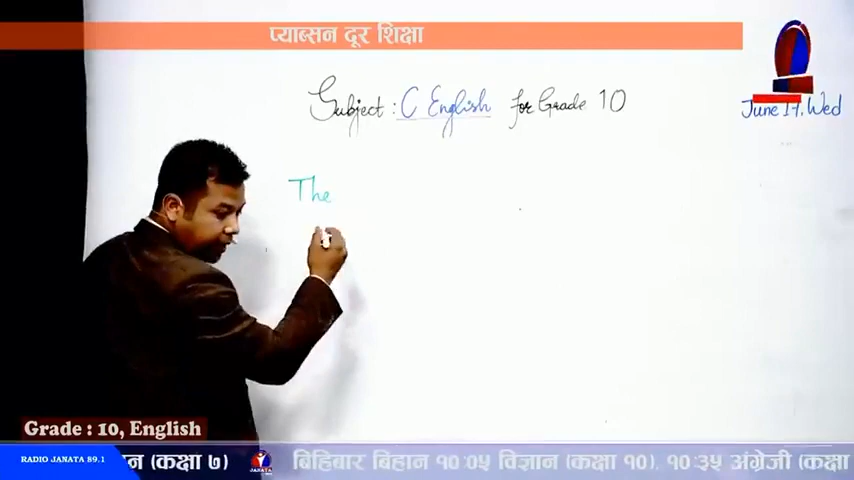 प्याब्सन दूर शिक्षा
Subject : C English for Grade 10
June 17, Wed
The
Grade : 10, English
RADIO JANATA 89.1
ान (कक्षा ७)
JANATA
बिहिबार बिहान १०:०५ विज्ञान (कक्षा १०), १०:३५ अंग्रेजी (कक्षा